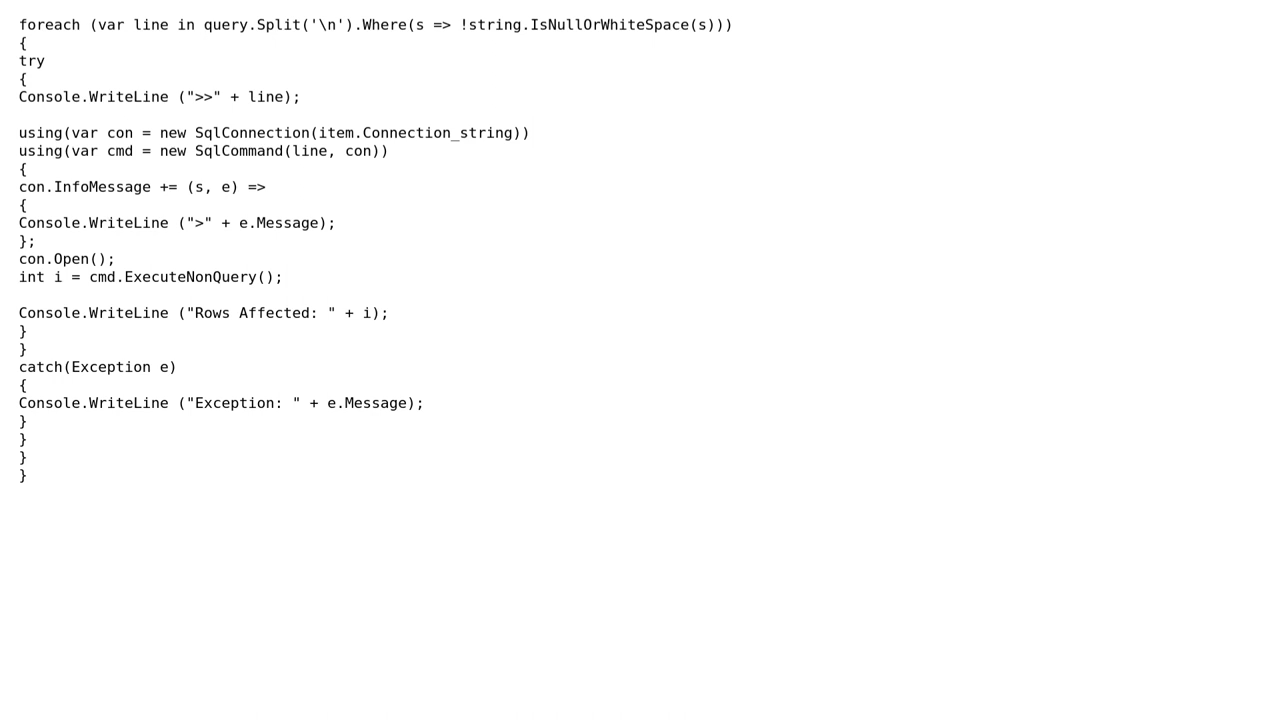 foreach (var line in query.Split('\n').Where(s => !string.IsNullOrWhiteSpace(s)))
{
try
{
Console.WriteLine (">>" + line);

using(var con = new SqlConnection(item.Connection_string))
using(var cmd = new SqlCommand(line, con))
{
con.InfoMessage += (s, e) =>
{
Console.WriteLine (">" + e.Message);
};
con.Open();
int i = cmd.ExecuteNonQuery();

Console.WriteLine ("Rows Affected: " + i);
}
}
catch(Exception e)
{
Console.WriteLine ("Exception: " + e.Message);
}
}
}
}